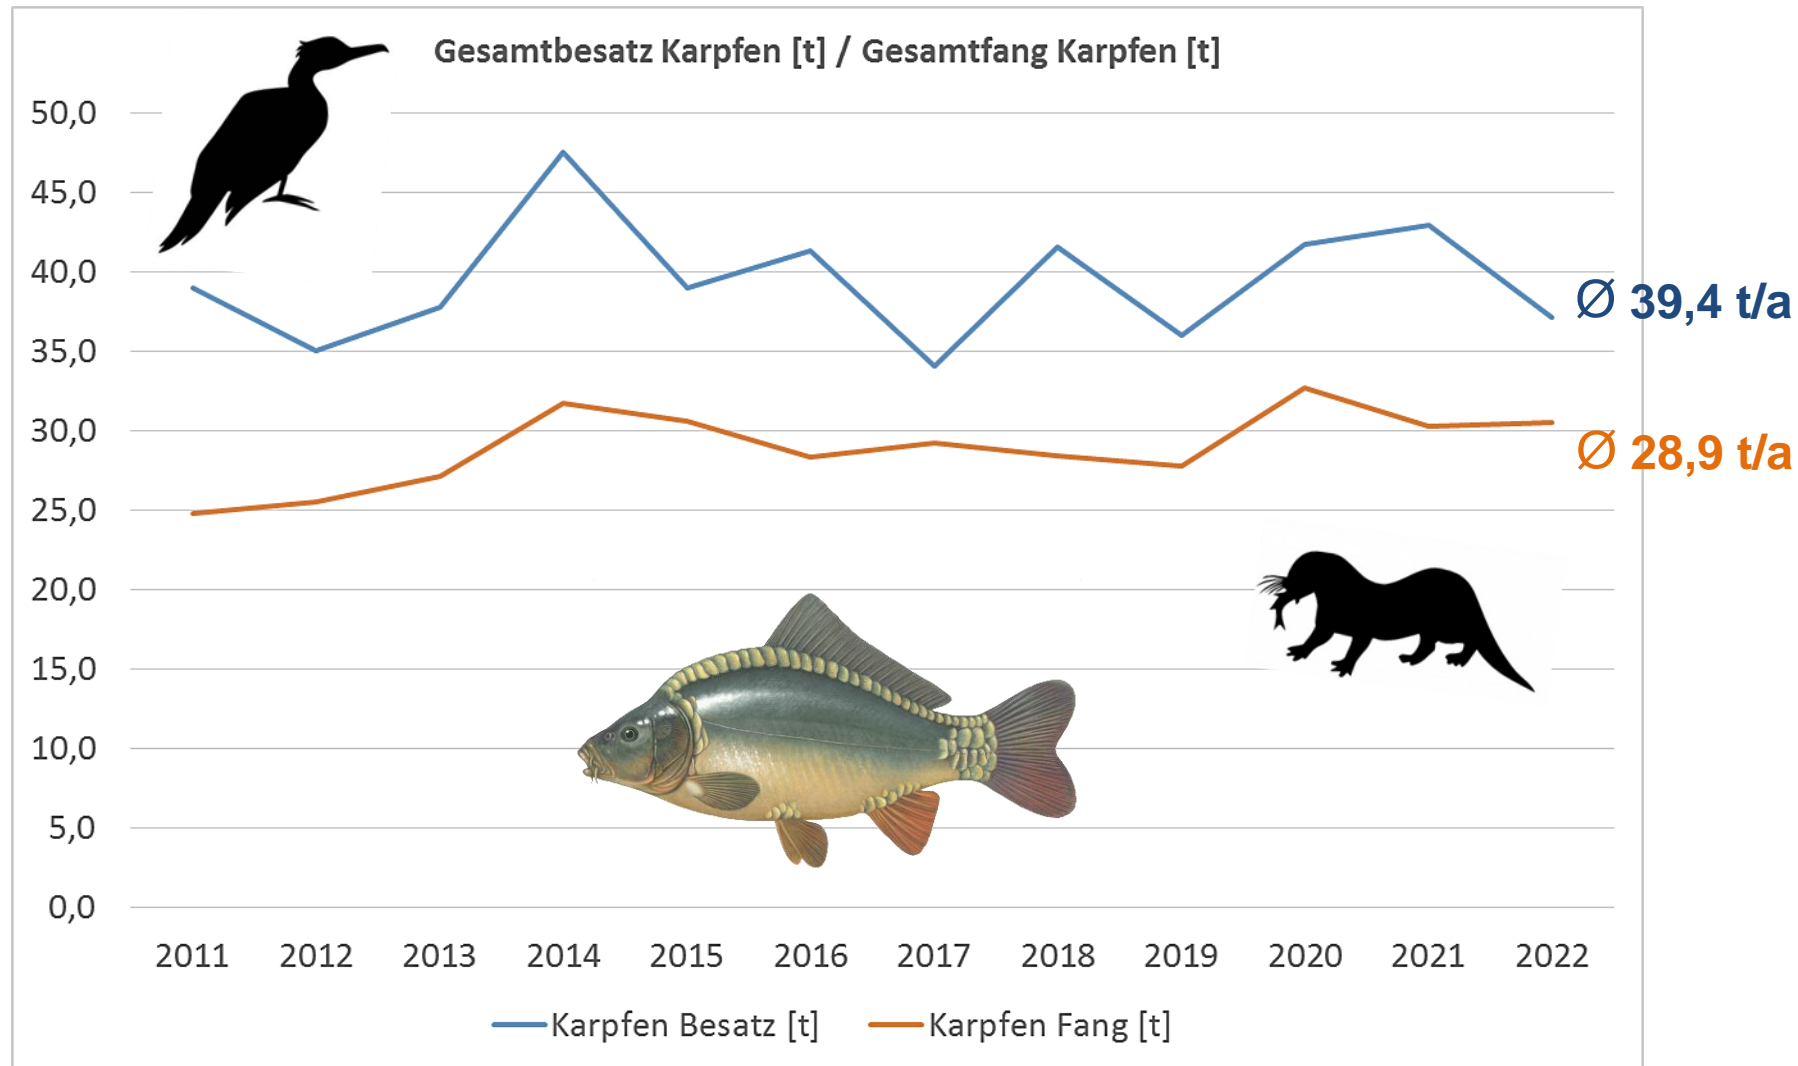 Gesamtbesatz Karpfen [t] / Gesamtfang Karpfen [t]
50,0
45,0
40,0
35,0
30,0
25,0
20,0
15,0
10,0
5,0
0,0
Ø 39,4 t/a
Ø 28,9 t/a
2011 2012 2013 2014 2015 2016 2017 2018 2019 2020 2021 2022
Karpfen Besatz [t] Karpfen Fang [t]